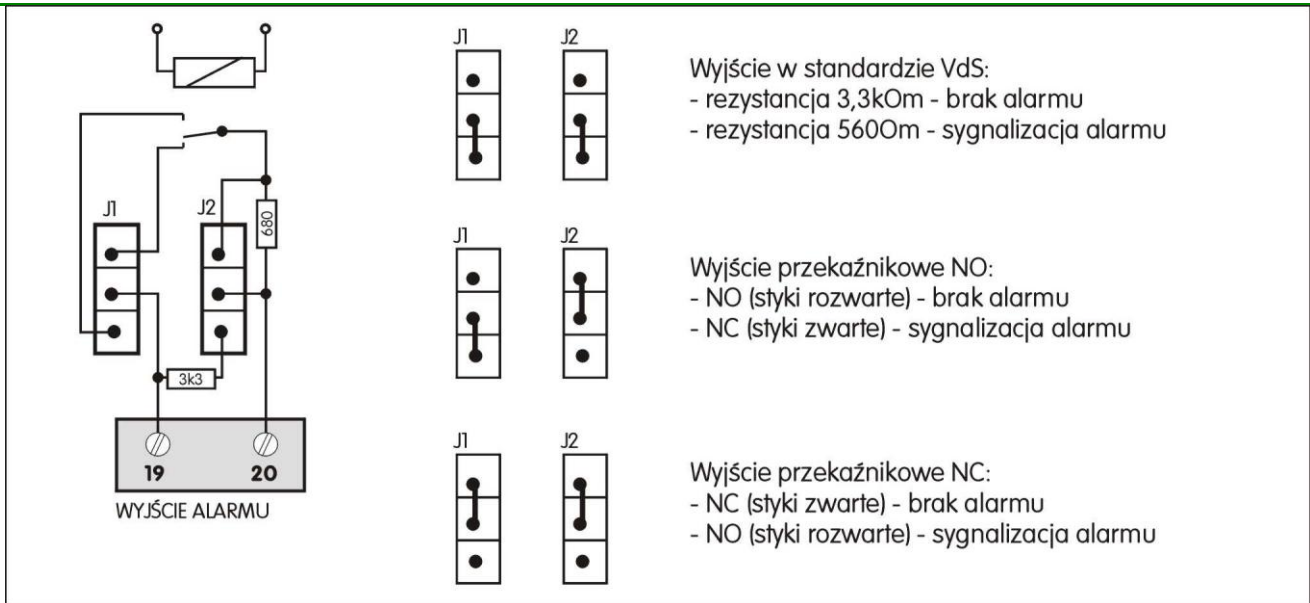 J1
J2
680
3k3
19
20
WYJŚCIE ALARMU
J1
J2
Wyjście w standardzie VdS:
- rezystancja 3,3kOm - brak alarmu
- rezystancja 560Om - sygnalizacja alarmu
J1
J2
Wyjście przekaźnikowe NO:
- NO (styki rozwarte) - brak alarmu
- NC (styki zwarte) - sygnalizacja alarmu
J1
J2
Wyjście przekaźnikowe NC:
- NC (styki zwarte) - brak alarmu
- NO (styki rozwarte) - sygnalizacja alarmu